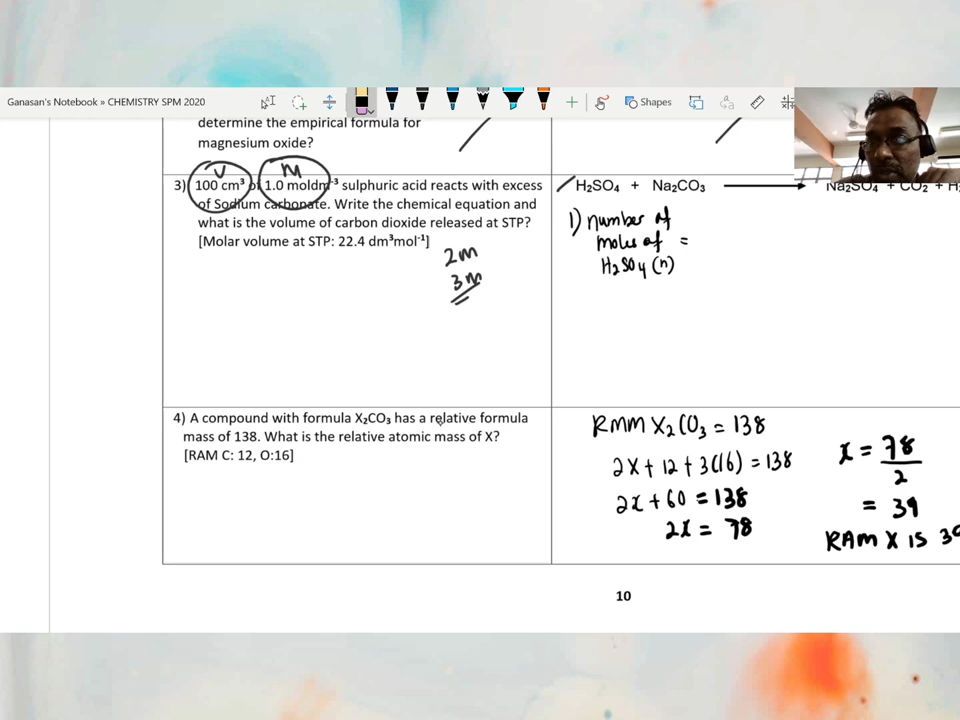 Ganasan's Notebook » CHEMISTRY SPM 2020
Shapes
determine the empirical formula for
magnesium oxide?
V
M
3) 100 cm³ of 1.0 moldm⁻³ sulphuric acid reacts with excess
of Sodium carbonate. Write the chemical equation and
what is the volume of carbon dioxide released at STP?
[Molar volume at STP: 22.4 dm³mol⁻¹]
2m
3m
H₂SO₄ + Na₂CO₃ ⟶ Na₂SO₄ + CO₂ + H
1) number of
moles of =
H₂SO₄ (n)
4) A compound with formula X₂CO₃ has a relative formula
mass of 138. What is the relative atomic mass of X?
[RAM C: 12, O:16]
RMM X₂CO₃ = 138
2X + 12 + 3(16) = 138
2x + 60 = 138
2x = 78
x = 78
2
= 39
RAM X is 39
10